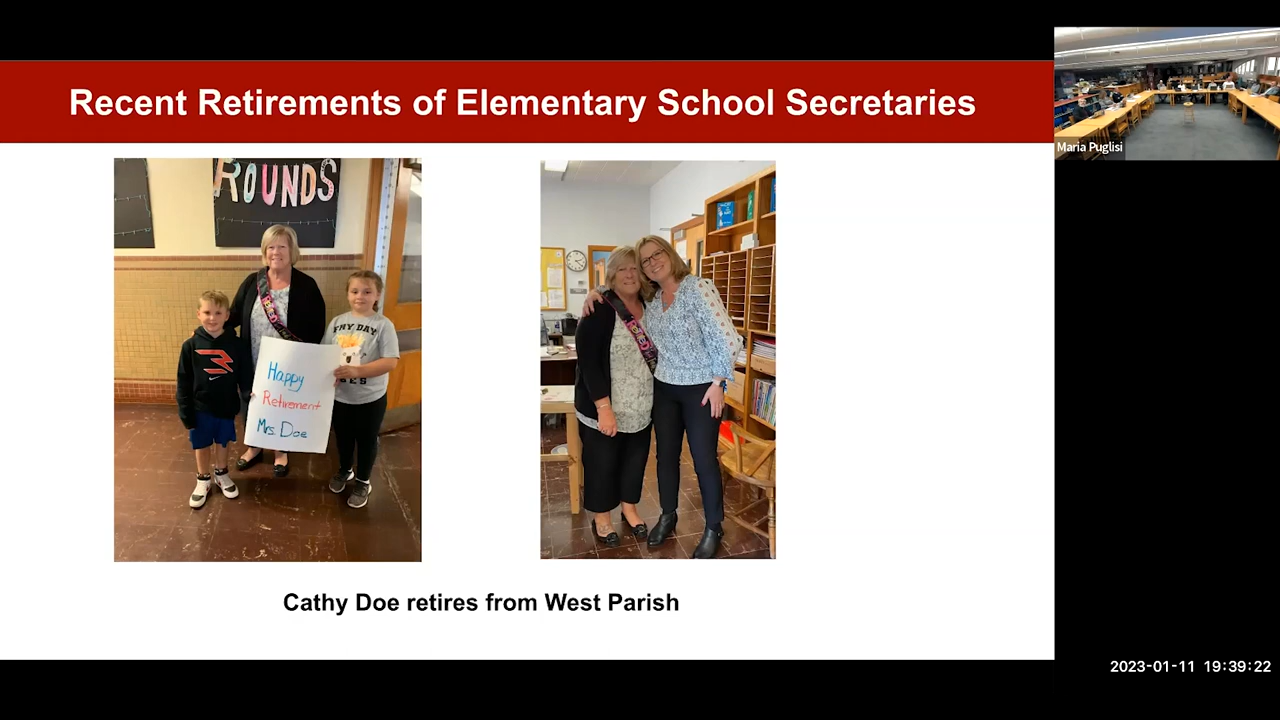 Recent Retirements of Elementary School Secretaries
Maria Puglisi
ROUNDS
Happy
Retirement
Mrs. Doe
Cathy Doe retires from West Parish
2023-01-11 19:39:22